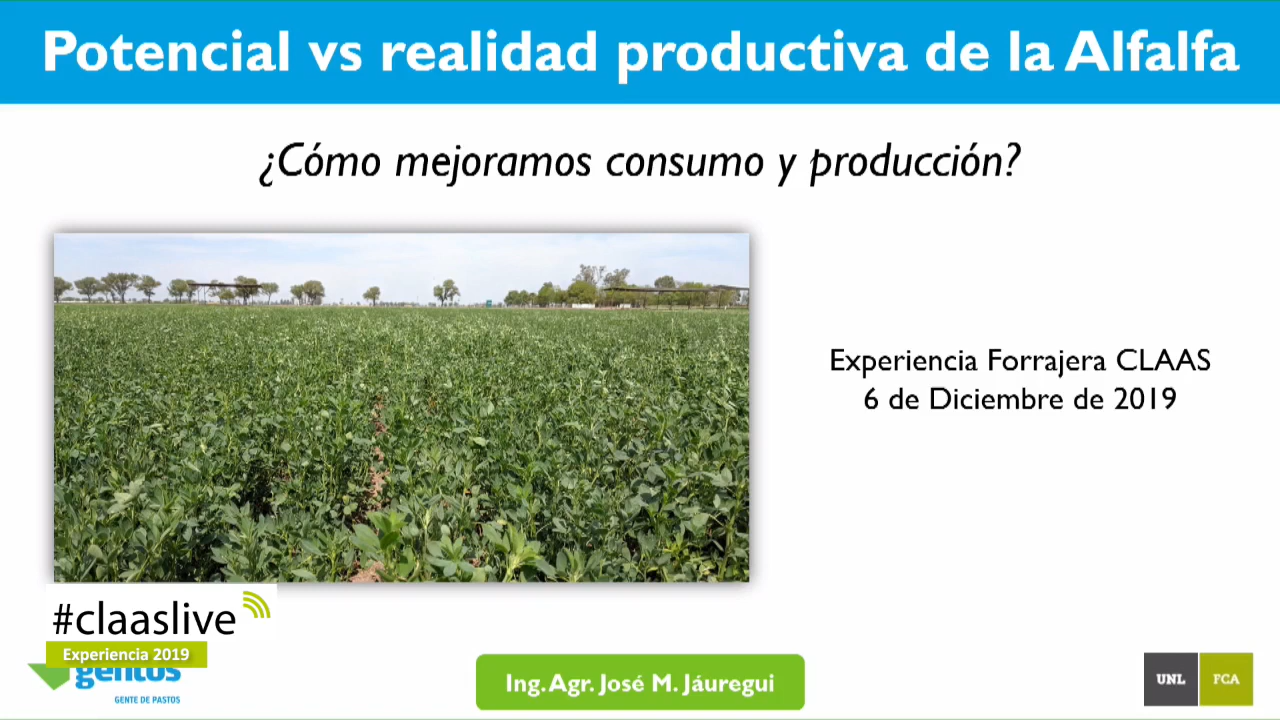 Potencial vs realidad productiva de la Alfalfa
¿Cómo mejoramos consumo y producción?
Experiencia Forrajera CLAAS
6 de Diciembre de 2019
#claaslive
Experiencia 2019
gentos
GENTE DE PASTOS
Ing. Agr. José M. Jáuregui
UNL FCA